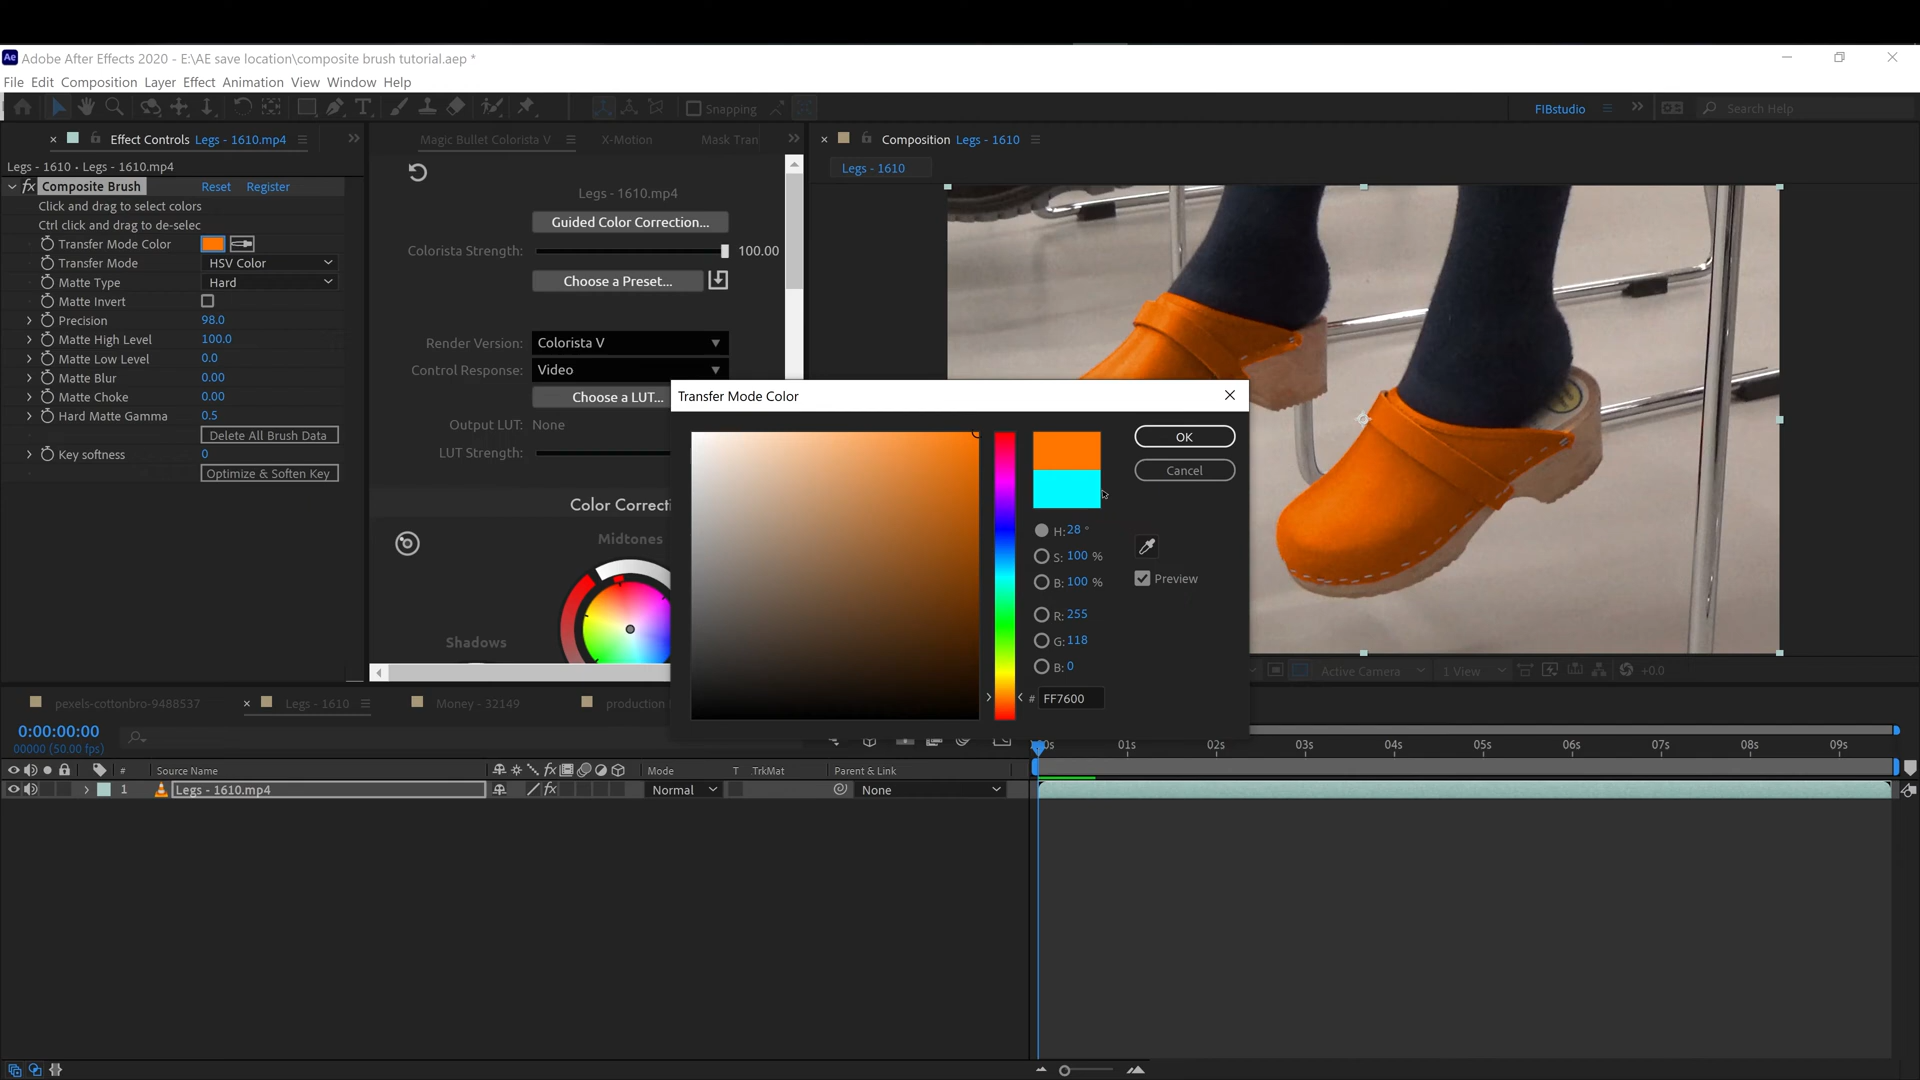 Adobe After Effects 2020 - E:\AE save location\composite brush tutorial.aep *
File Edit Composition Layer Effect Animation View Window Help
Snapping
FIBstudio
Search Help
Effect Controls Legs - 1610.mp4
Magic Bullet Colorista V
X-Motion
Mask Tran
Composition Legs - 1610
Legs - 1610 • Legs - 1610.mp4
Legs - 1610
fx Composite Brush Reset Register
Click and drag to select colors
Ctrl click and drag to de-selec
Transfer Mode Color
Transfer Mode HSV Color
Matte Type Hard
Matte Invert
Precision 98.0
Matte High Level 100.0
Matte Low Level 0.0
Matte Blur 0.00
Matte Choke 0.00
Hard Matte Gamma 0.5
Delete All Brush Data
Key softness 0
Optimize & Soften Key
Legs - 1610.mp4
Guided Color Correction...
Colorista Strength: 100.00
Choose a Preset...
Render Version: Colorista V
Control Response: Video
Choose a LUT...
Output LUT: None
LUT Strength:
Color Correcti
Midtones
Shadows
Transfer Mode Color
OK
Cancel
H: 28 °
S: 100 %
B: 100 %
Preview
R: 255
G: 118
B: 0
# FF7600
Active Camera
1 View
+0.0
pexels-cottonbro-9488537
Legs - 1610
Money - 32149
production
0:00:00:00
00000 (50.00 fps)
00s 01s 02s 03s 04s 05s 06s 07s 08s 09s
# Source Name fx Mode T .TrkMat Parent & Link
1 Legs - 1610.mp4 fx Normal None